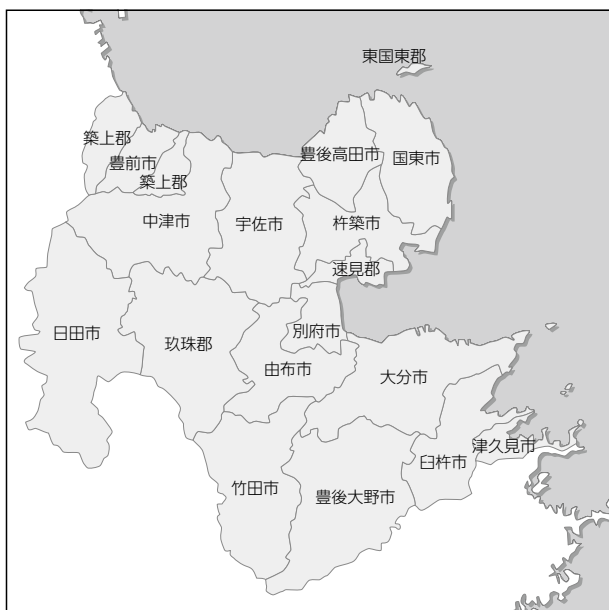 東国東郡
築上郡
豊前市
築上郡
豊後高田市
国東市
中津市
宇佐市
杵築市
速見郡
日田市
玖珠郡
別府市
由布市
大分市
津久見市
臼杵市
竹田市
豊後大野市